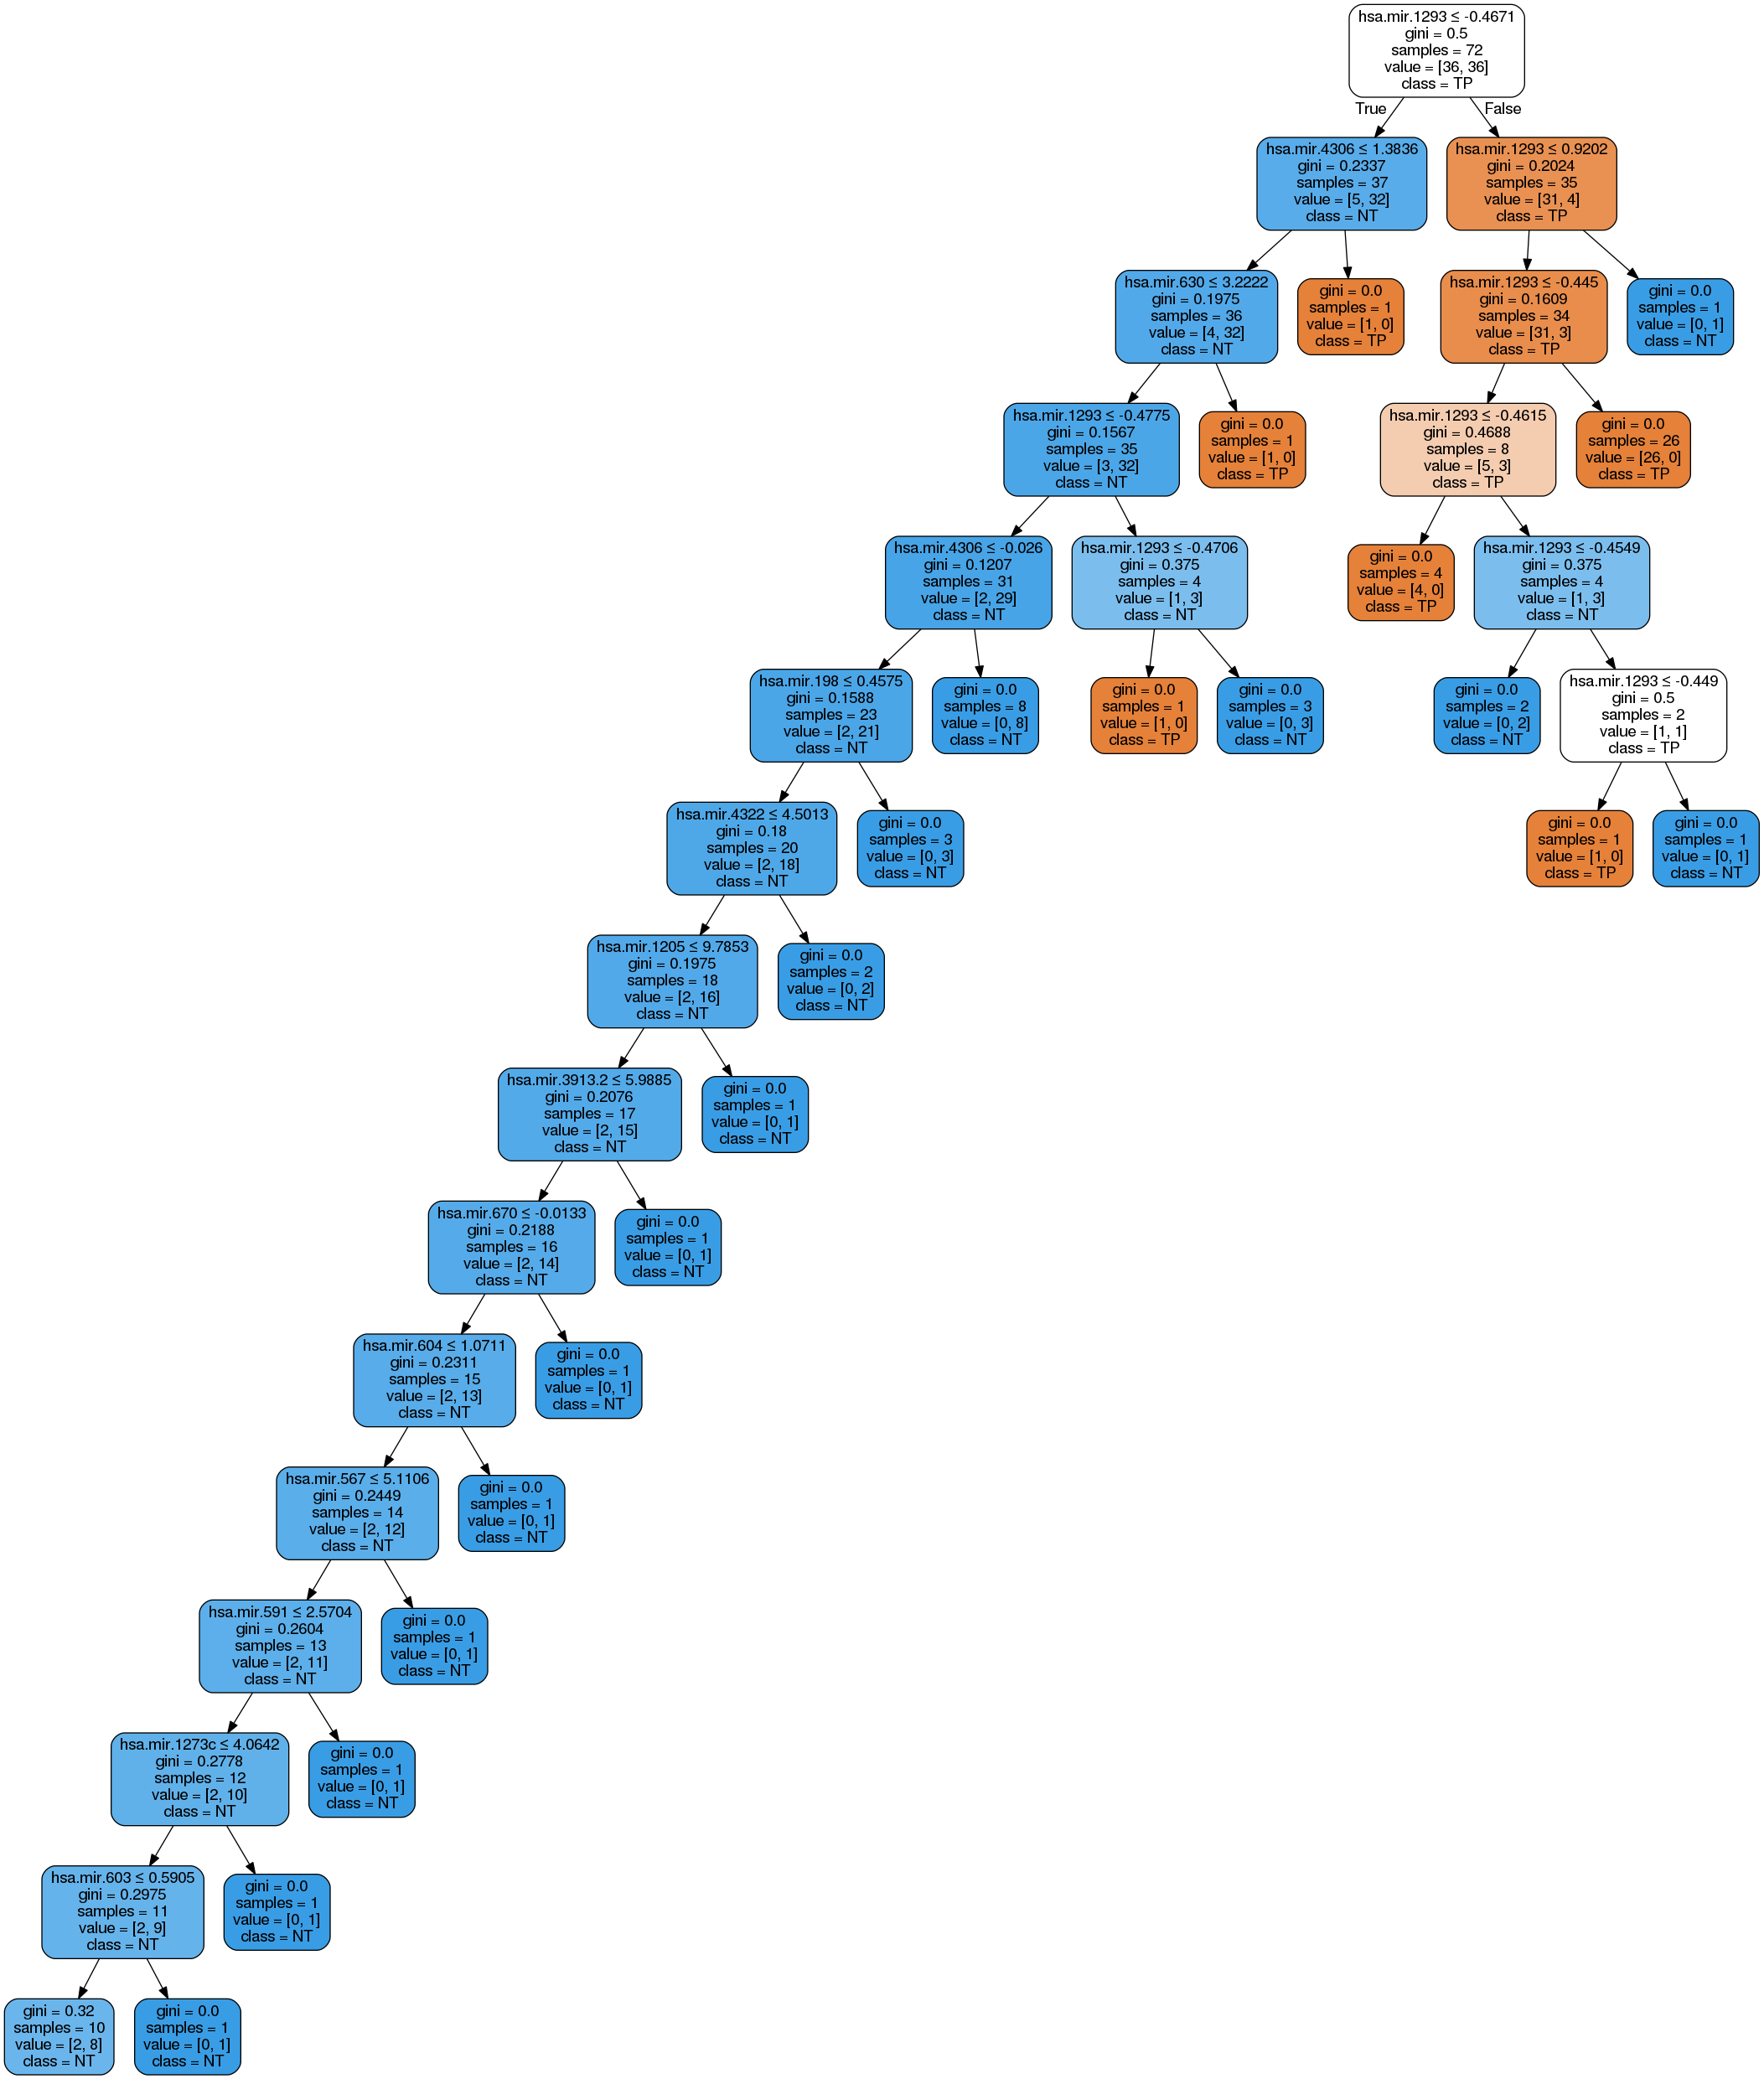 hsa.mir.1293 ≤ -0.4671
gini = 0.5
samples = 72
value = [36, 36]
class = TP
True
False
hsa.mir.4306 ≤ 1.3836
gini = 0.2337
samples = 37
value = [5, 32]
class = NT
hsa.mir.1293 ≤ 0.9202
gini = 0.2024
samples = 35
value = [31, 4]
class = TP
hsa.mir.630 ≤ 3.2222
gini = 0.1975
samples = 36
value = [4, 32]
class = NT
gini = 0.0
samples = 1
value = [1, 0]
class = TP
hsa.mir.1293 ≤ -0.445
gini = 0.1609
samples = 34
value = [31, 3]
class = TP
gini = 0.0
samples = 1
value = [0, 1]
class = NT
hsa.mir.1293 ≤ -0.4775
gini = 0.1567
samples = 35
value = [3, 32]
class = NT
gini = 0.0
samples = 1
value = [1, 0]
class = TP
hsa.mir.1293 ≤ -0.4615
gini = 0.4688
samples = 8
value = [5, 3]
class = TP
gini = 0.0
samples = 26
value = [26, 0]
class = TP
hsa.mir.4306 ≤ -0.026
gini = 0.1207
samples = 31
value = [2, 29]
class = NT
hsa.mir.1293 ≤ -0.4706
gini = 0.375
samples = 4
value = [1, 3]
class = NT
gini = 0.0
samples = 4
value = [4, 0]
class = TP
hsa.mir.1293 ≤ -0.4549
gini = 0.375
samples = 4
value = [1, 3]
class = NT
hsa.mir.198 ≤ 0.4575
gini = 0.1588
samples = 23
value = [2, 21]
class = NT
gini = 0.0
samples = 8
value = [0, 8]
class = NT
gini = 0.0
samples = 1
value = [1, 0]
class = TP
gini = 0.0
samples = 3
value = [0, 3]
class = NT
gini = 0.0
samples = 2
value = [0, 2]
class = NT
hsa.mir.1293 ≤ -0.449
gini = 0.5
samples = 2
value = [1, 1]
class = TP
hsa.mir.4322 ≤ 4.5013
gini = 0.18
samples = 20
value = [2, 18]
class = NT
gini = 0.0
samples = 3
value = [0, 3]
class = NT
gini = 0.0
samples = 1
value = [1, 0]
class = TP
gini = 0.0
samples = 1
value = [0, 1]
class = NT
hsa.mir.1205 ≤ 9.7853
gini = 0.1975
samples = 18
value = [2, 16]
class = NT
gini = 0.0
samples = 2
value = [0, 2]
class = NT
hsa.mir.3913.2 ≤ 5.9885
gini = 0.2076
samples = 17
value = [2, 15]
class = NT
gini = 0.0
samples = 1
value = [0, 1]
class = NT
hsa.mir.670 ≤ -0.0133
gini = 0.2188
samples = 16
value = [2, 14]
class = NT
gini = 0.0
samples = 1
value = [0, 1]
class = NT
hsa.mir.604 ≤ 1.0711
gini = 0.2311
samples = 15
value = [2, 13]
class = NT
gini = 0.0
samples = 1
value = [0, 1]
class = NT
hsa.mir.567 ≤ 5.1106
gini = 0.2449
samples = 14
value = [2, 12]
class = NT
gini = 0.0
samples = 1
value = [0, 1]
class = NT
hsa.mir.591 ≤ 2.5704
gini = 0.2604
samples = 13
value = [2, 11]
class = NT
gini = 0.0
samples = 1
value = [0, 1]
class = NT
hsa.mir.1273c ≤ 4.0642
gini = 0.2778
samples = 12
value = [2, 10]
class = NT
gini = 0.0
samples = 1
value = [0, 1]
class = NT
hsa.mir.603 ≤ 0.5905
gini = 0.2975
samples = 11
value = [2, 9]
class = NT
gini = 0.0
samples = 1
value = [0, 1]
class = NT
gini = 0.32
samples = 10
value = [2, 8]
class = NT
gini = 0.0
samples = 1
value = [0, 1]
class = NT